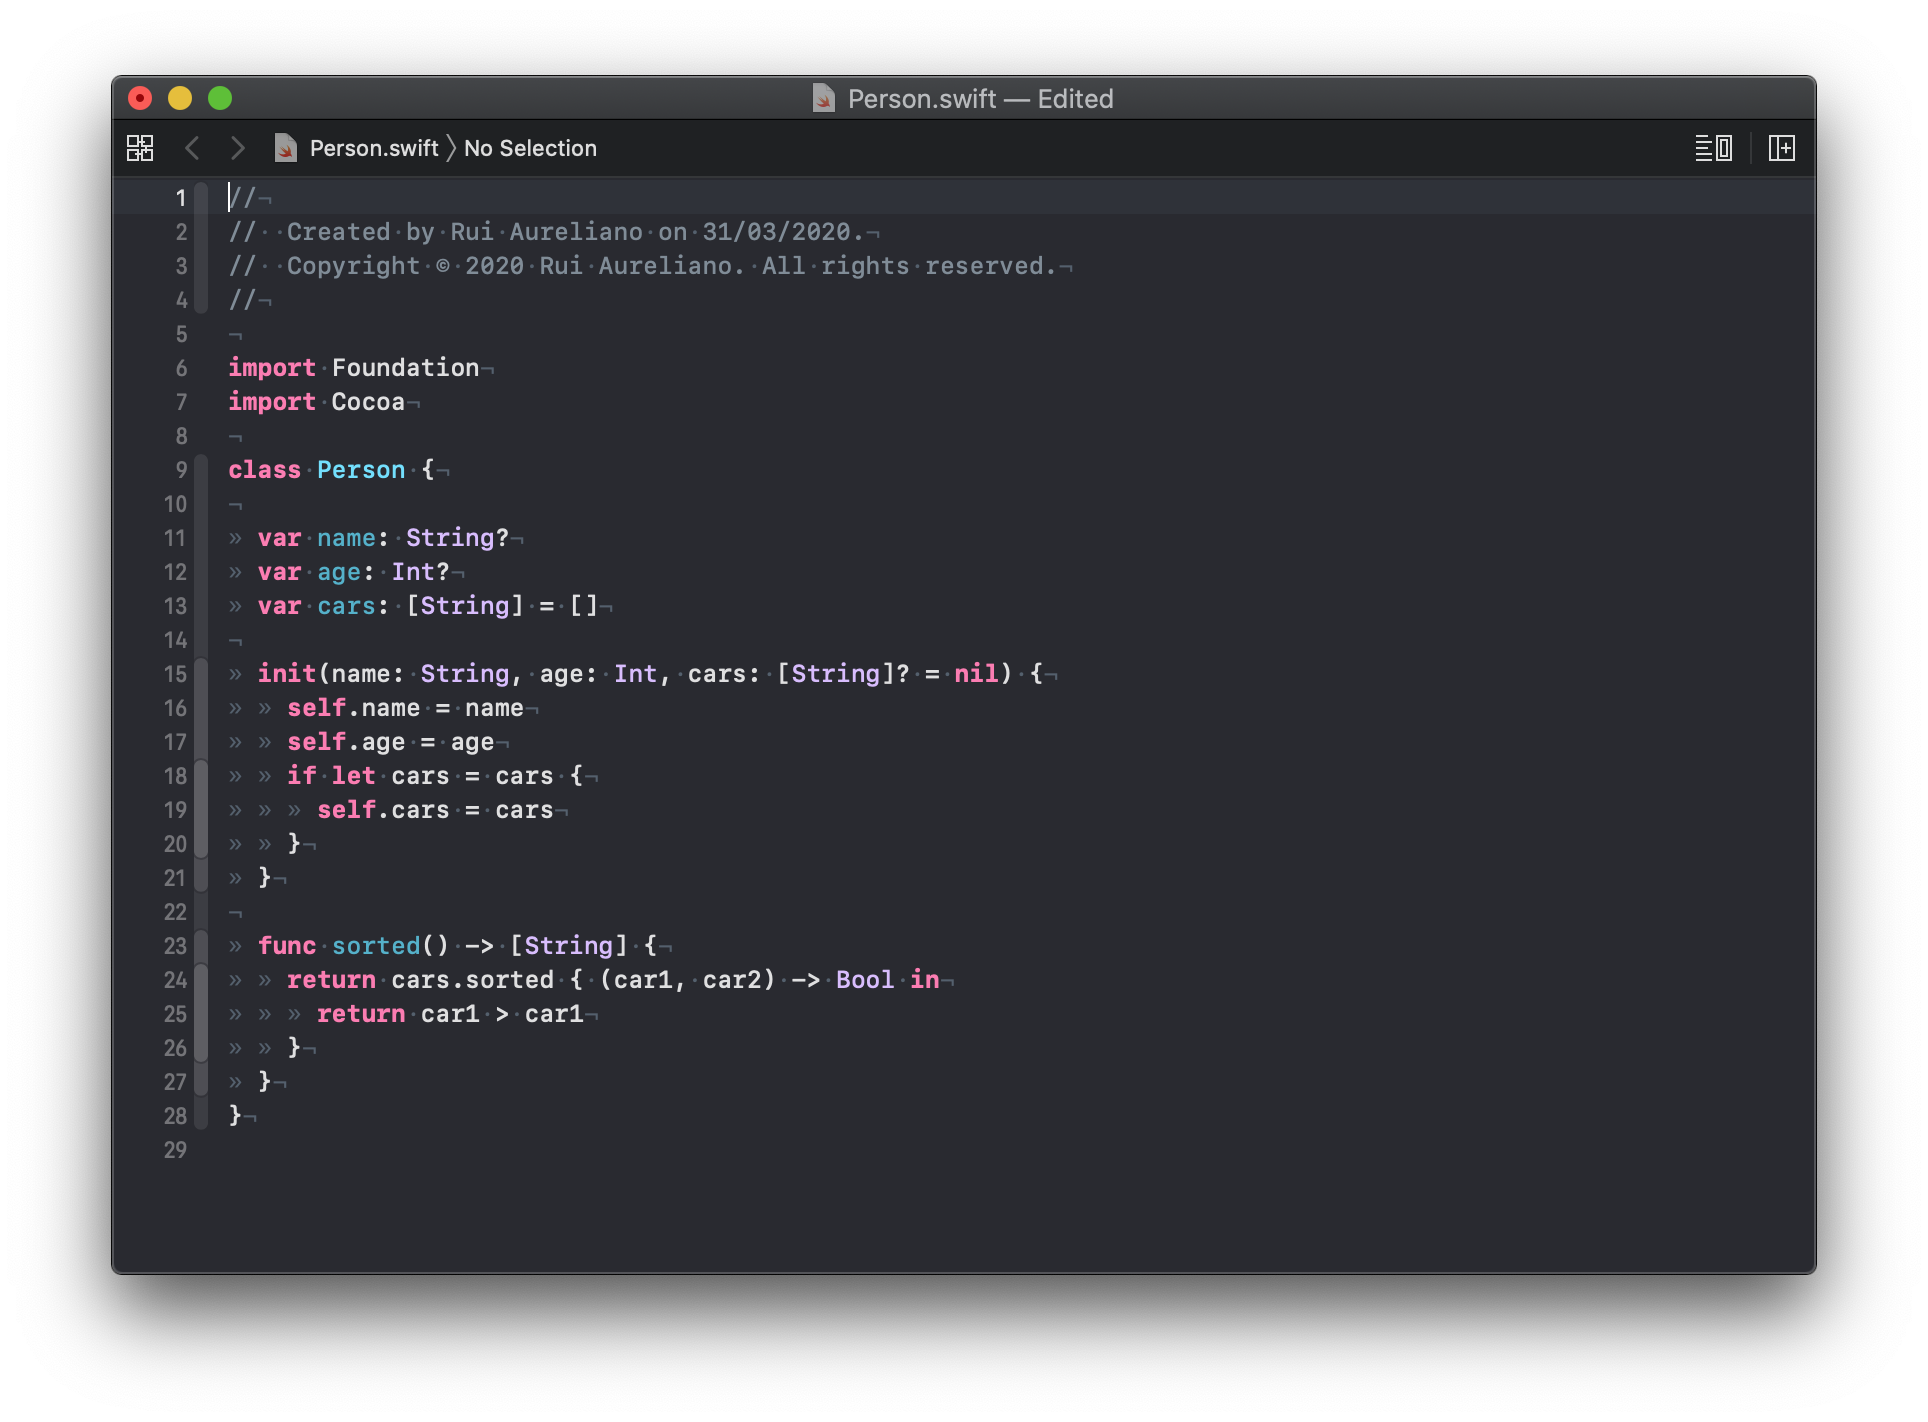 Person.swift — Edited
Person.swift 〉 No Selection
1 //
2 //  Created by Rui Aureliano on 31/03/2020.
3 //  Copyright © 2020 Rui Aureliano. All rights reserved.
4 //
5
6 import Foundation
7 import Cocoa
8
9 class Person {
10
11 	var name: String?
12 	var age: Int?
13 	var cars: [String] = []
14
15 	init(name: String, age: Int, cars: [String]? = nil) {
16 		self.name = name
17 		self.age = age
18 		if let cars = cars {
19 			self.cars = cars
20 		}
21 	}
22
23 	func sorted() -> [String] {
24 		return cars.sorted { (car1, car2) -> Bool in
25 			return car1 > car1
26 		}
27 	}
28 }
29